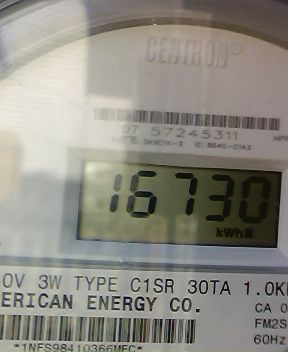 CENTRON®
07 57245311
16730
kWh
0V 3W TYPE C1SR 30TA 1.0K
ERICAN ENERGY CO.
CA 0
FM2S
60Hz
*1NFS98410366MFC*